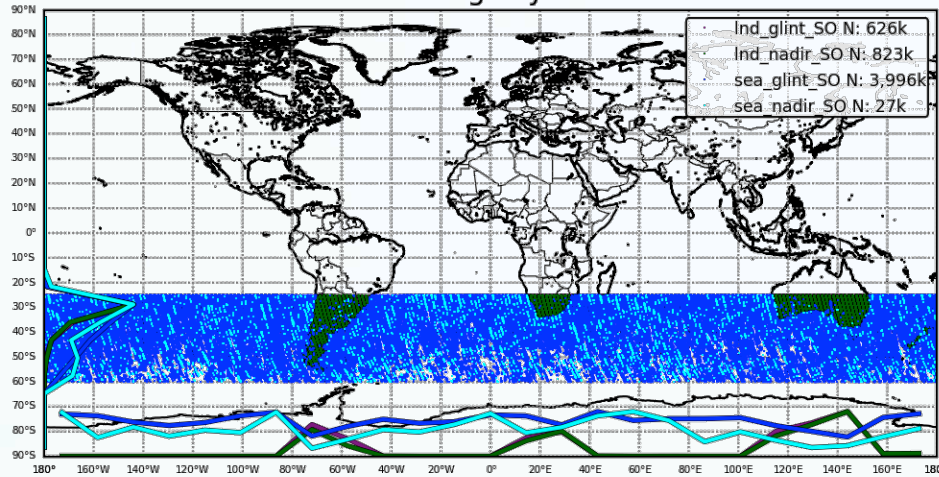 90°N
80°N
70°N
60°N
50°N
40°N
30°N
20°N
10°N
0°
10°S
20°S
30°S
40°S
50°S
60°S
70°S
80°S
90°S
lnd_glint_SO N: 626k
lnd_nadir_SO N: 823k
sea_glint_SO N: 3,996k
sea_nadir_SO N: 27k
180° 160°W 140°W 120°W 100°W 80°W 60°W 40°W 20°W 0° 20°E 40°E 60°E 80°E 100°E 120°E 140°E 160°E 180